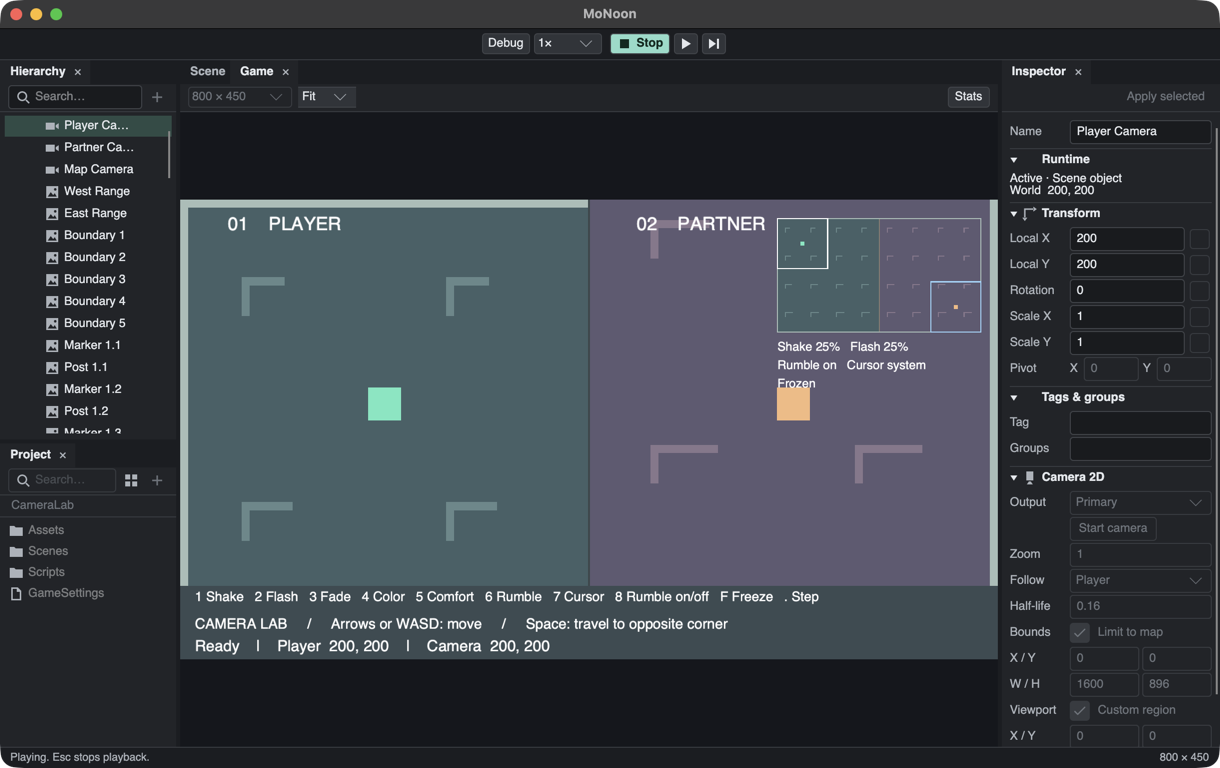 MoNoon
Debug 1× Stop
Hierarchy ×
Search...
Player Ca...
Partner Ca...
Map Camera
West Range
East Range
Boundary 1
Boundary 2
Boundary 3
Boundary 4
Boundary 5
Marker 1.1
Post 1.1
Marker 1.2
Post 1.2
Marker 1.3
Project ×
Search...
CameraLab
Assets
Scenes
Scripts
GameSettings
Scene Game ×
800 × 450 Fit Stats
01 PLAYER
02 PARTNER
Shake 25% Flash 25%
Rumble on Cursor system
Frozen
1 Shake 2 Flash 3 Fade 4 Color 5 Comfort 6 Rumble 7 Cursor 8 Rumble on/off F Freeze . Step
CAMERA LAB / Arrows or WASD: move / Space: travel to opposite corner
Ready | Player 200, 200 | Camera 200, 200
Inspector ×
Apply selected
Name Player Camera
Runtime
Active · Scene object
World 200, 200
Transform
Local X 200
Local Y 200
Rotation 0
Scale X 1
Scale Y 1
Pivot X 0 Y 0
Tags & groups
Tag
Groups
Camera 2D
Output Primary
Start camera
Zoom 1
Follow Player
Half-life 0.16
Bounds Limit to map
X / Y 0 0
W / H 1600 896
Viewport Custom region
X / Y 0 0
Playing. Esc stops playback.
800 × 450